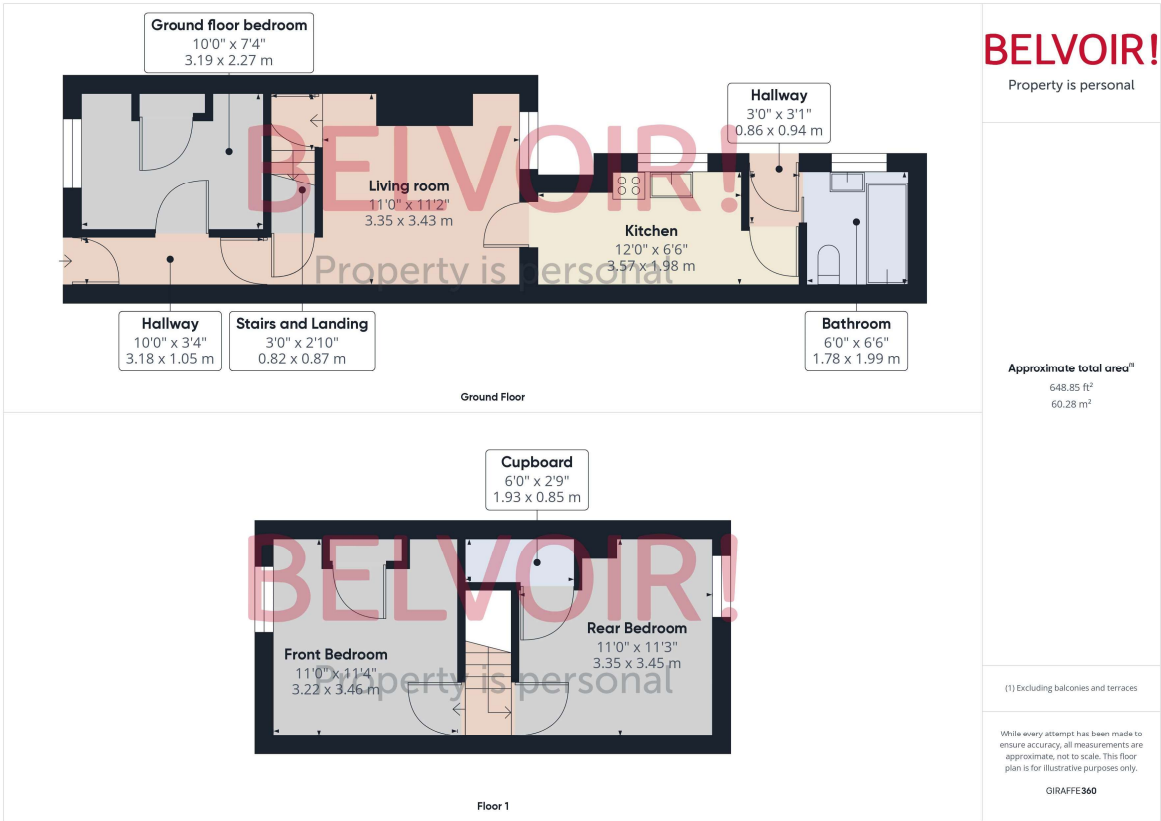 Ground floor bedroom
10'0" x 7'4"
3.19 x 2.27 m
Hallway
3'0" x 3'1"
0.86 x 0.94 m
BELVOIR!
Property is personal
Living room
11'0" x 11'2"
3.35 x 3.43 m
Kitchen
12'0" x 6'6"
3.57 x 1.98 m
Hallway
10'0" x 3'4"
3.18 x 1.05 m
Stairs and Landing
3'0" x 2'10"
0.82 x 0.87 m
Bathroom
6'0" x 6'6"
1.78 x 1.99 m
Ground Floor
Cupboard
6'0" x 2'9"
1.93 x 0.85 m
BELVOIR!
Property is personal
Front Bedroom
11'0" x 11'4"
3.22 x 3.46 m
Rear Bedroom
11'0" x 11'3"
3.35 x 3.45 m
Floor 1
BELVOIR!
Property is personal
Approximate total area(1)
648.85 ft²
60.28 m²
(1) Excluding balconies and terraces
While every attempt has been made to
ensure accuracy, all measurements are
approximate, not to scale. This floor
plan is for illustrative purposes only.
GIRAFFE360